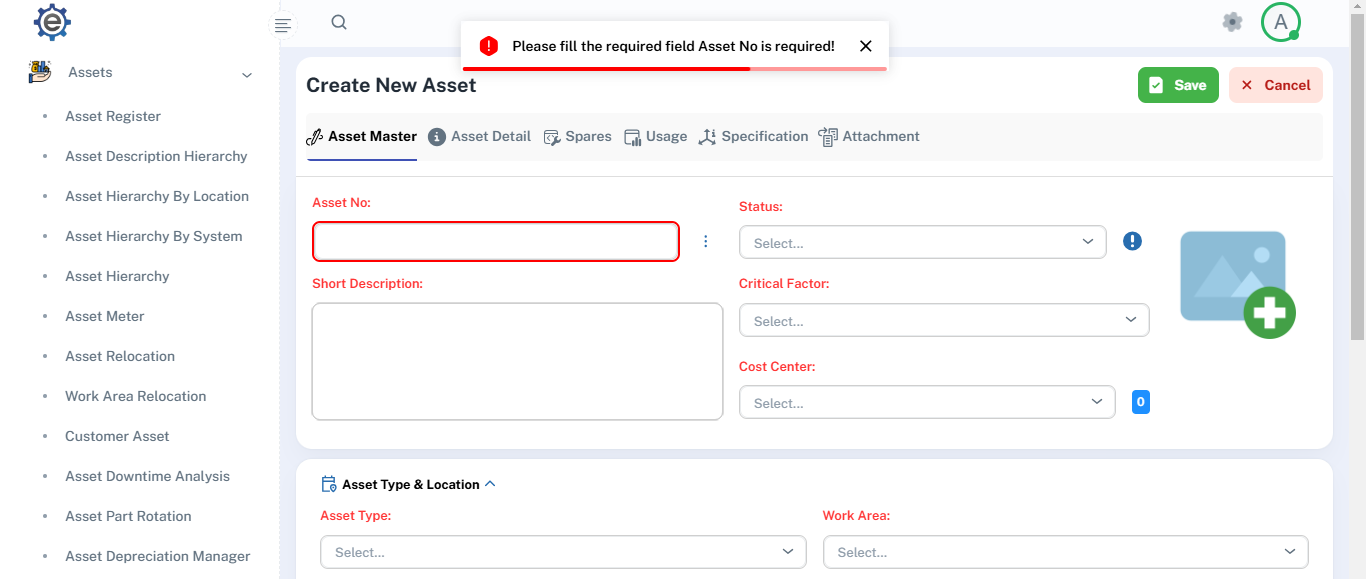 Please fill the required field Asset No is required!
A
Assets
Asset Register
Asset Description Hierarchy
Asset Hierarchy By Location
Asset Hierarchy By System
Asset Hierarchy
Asset Meter
Asset Relocation
Work Area Relocation
Customer Asset
Asset Downtime Analysis
Asset Part Rotation
Asset Depreciation Manager
Create New Asset
Save
Cancel
Asset Master
Asset Detail
Spares
Usage
Specification
Attachment
Asset No:
Status:
Select...
Short Description:
Critical Factor:
Select...
Cost Center:
Select...
0
Asset Type & Location
Asset Type:
Work Area:
Select...
Select...